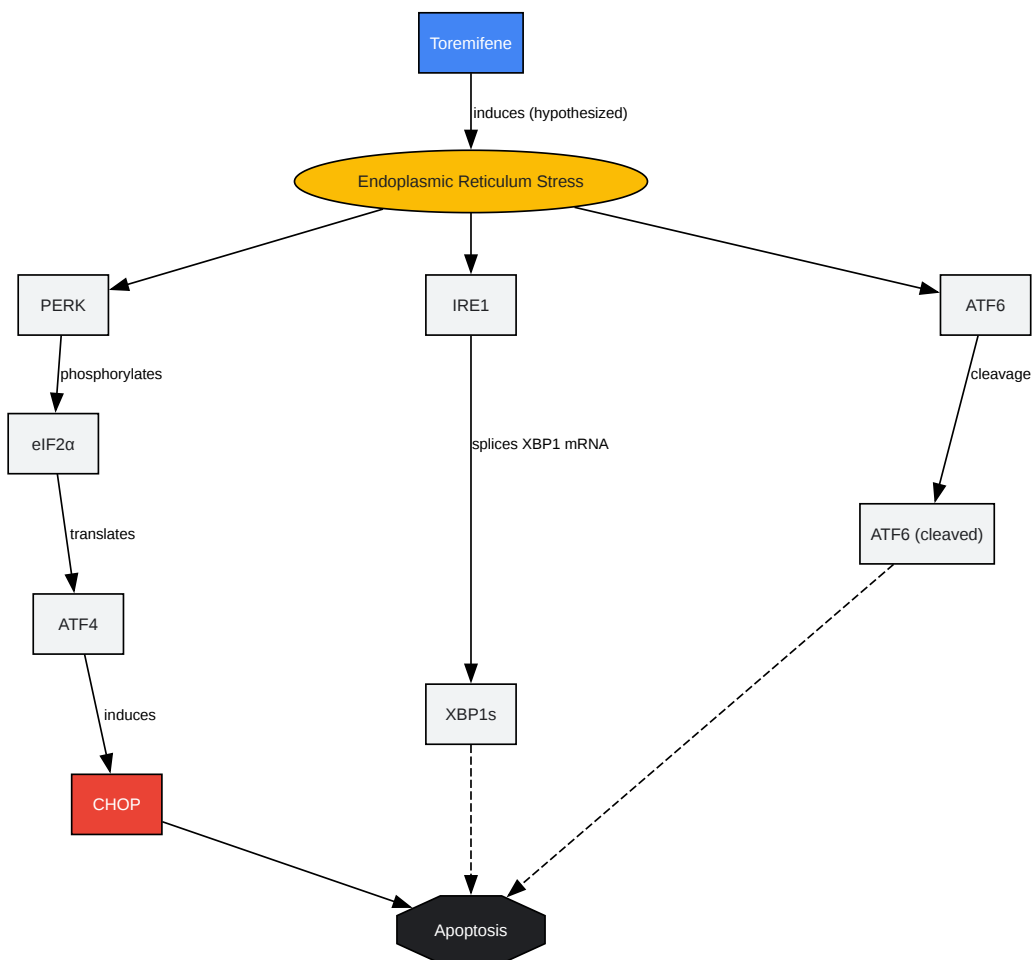 Toremifene
induces (hypothesized)
Endoplasmic Reticulum Stress
PERK
IRE1
ATF6
phosphorylates
cleavage
eIF2α
splices XBP1 mRNA
translates
ATF6 (cleaved)
ATF4
induces
XBP1s
CHOP
Apoptosis